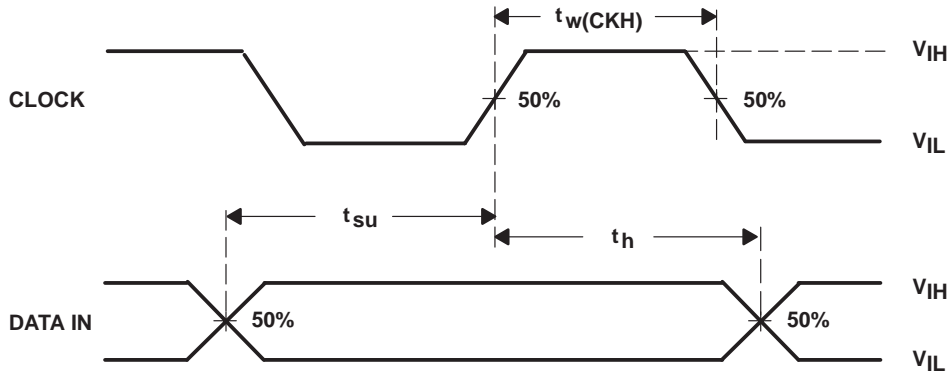 tw(CKH)
VIH
CLOCK
50%
50%
VIL
tsu
th
VIH
DATA IN
50%
50%
VIL